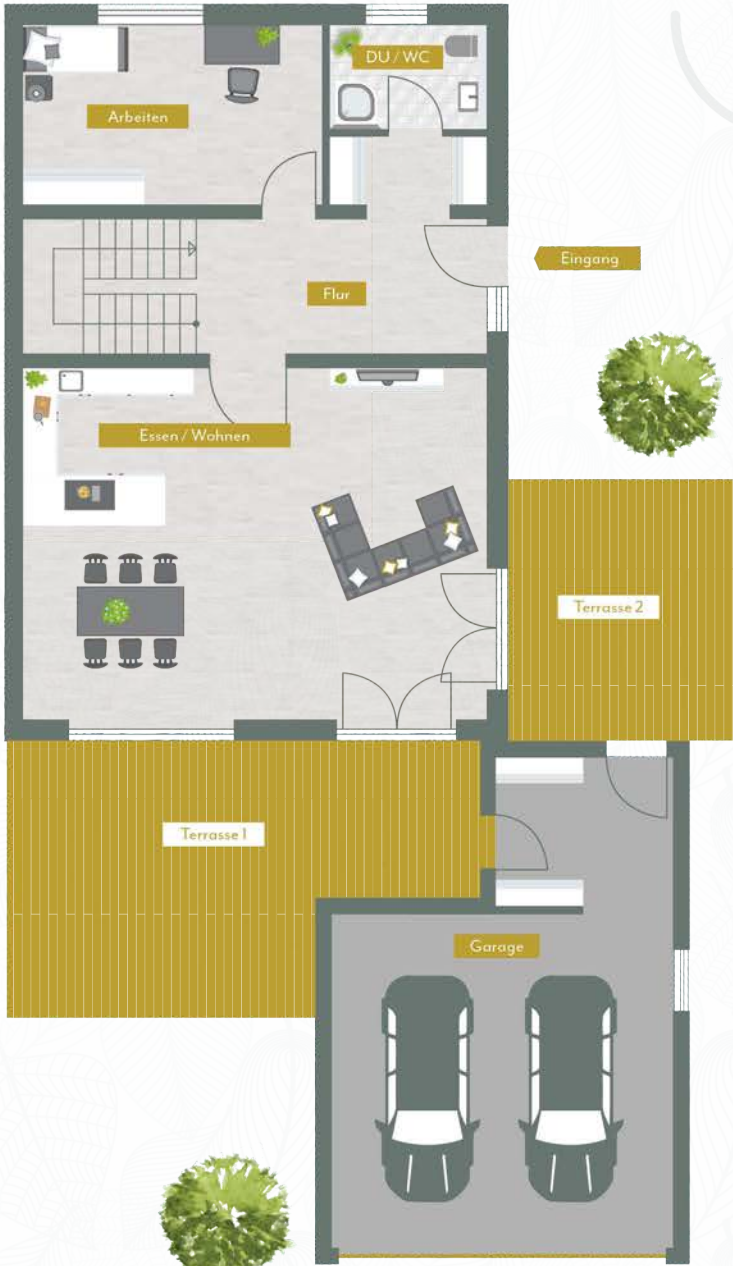 DU / WC
Arbeiten
Eingang
Flur
Essen / Wohnen
Terrasse 2
Terrasse 1
Garage